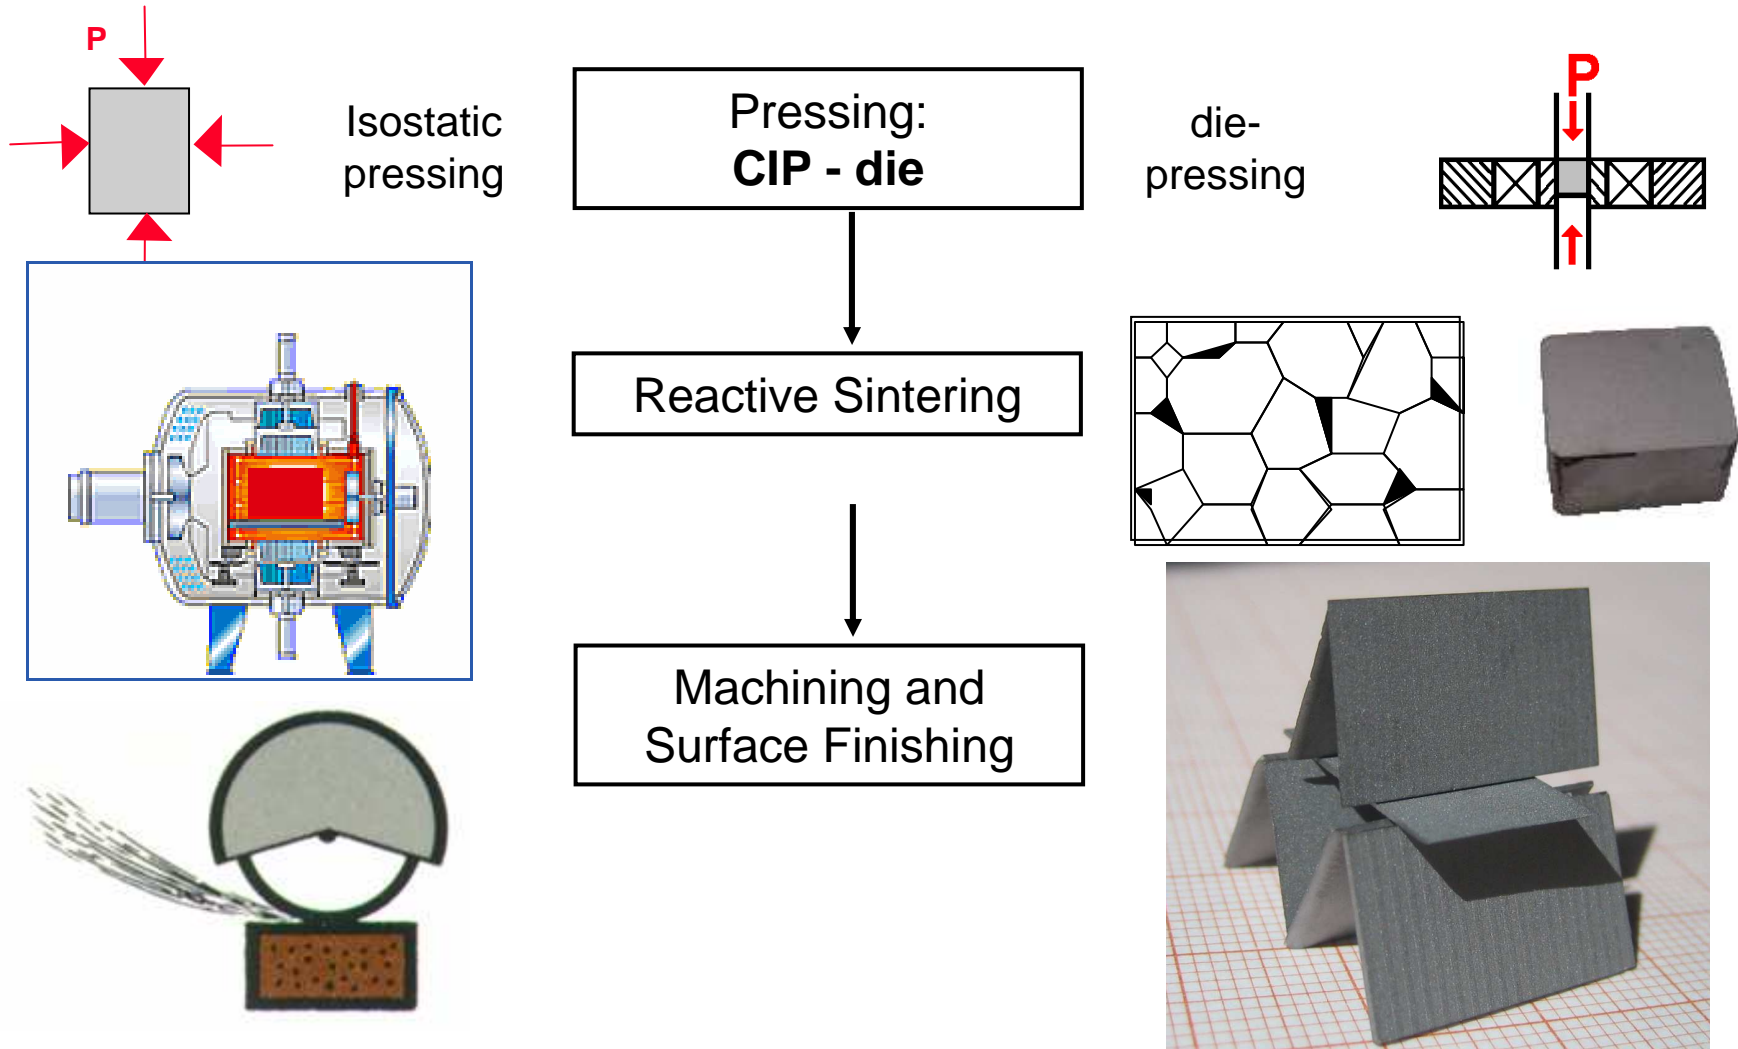 P
Isostatic
pressing
Pressing:
CIP - die
die-
pressing
P
Reactive Sintering
Machining and
Surface Finishing